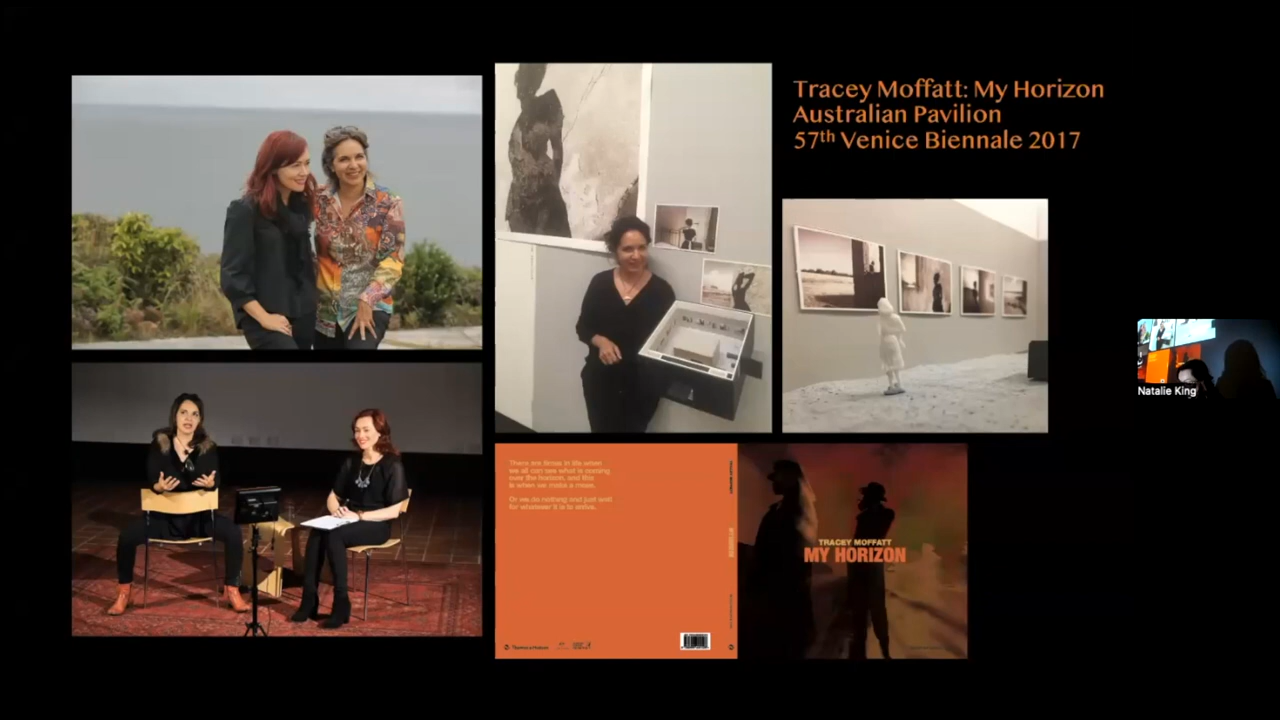 Tracey Moffatt: My Horizon
Australian Pavilion
57th Venice Biennale 2017
Natalie King
There are times in life when
we all can see what is coming
over the horizon, and this
is when we make a move.
Or we do nothing and just wait
for whatever it is to arrive.
TRACEY MOFFATT
MY HORIZON